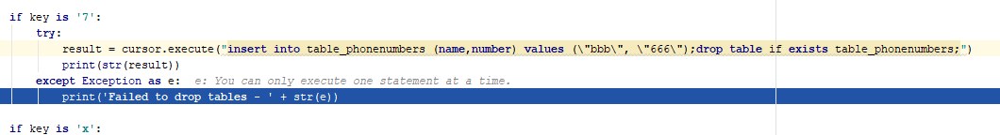 if key is '7':
try:
result = cursor.execute("insert into table_phonenumbers (name,number) values (\"bbb\", \"666\");drop table if exists table_phonenumbers;")
print(str(result))
except Exception as e:  e: You can only execute one statement at a time.
print('Failed to drop tables - ' + str(e))
if key is 'x':